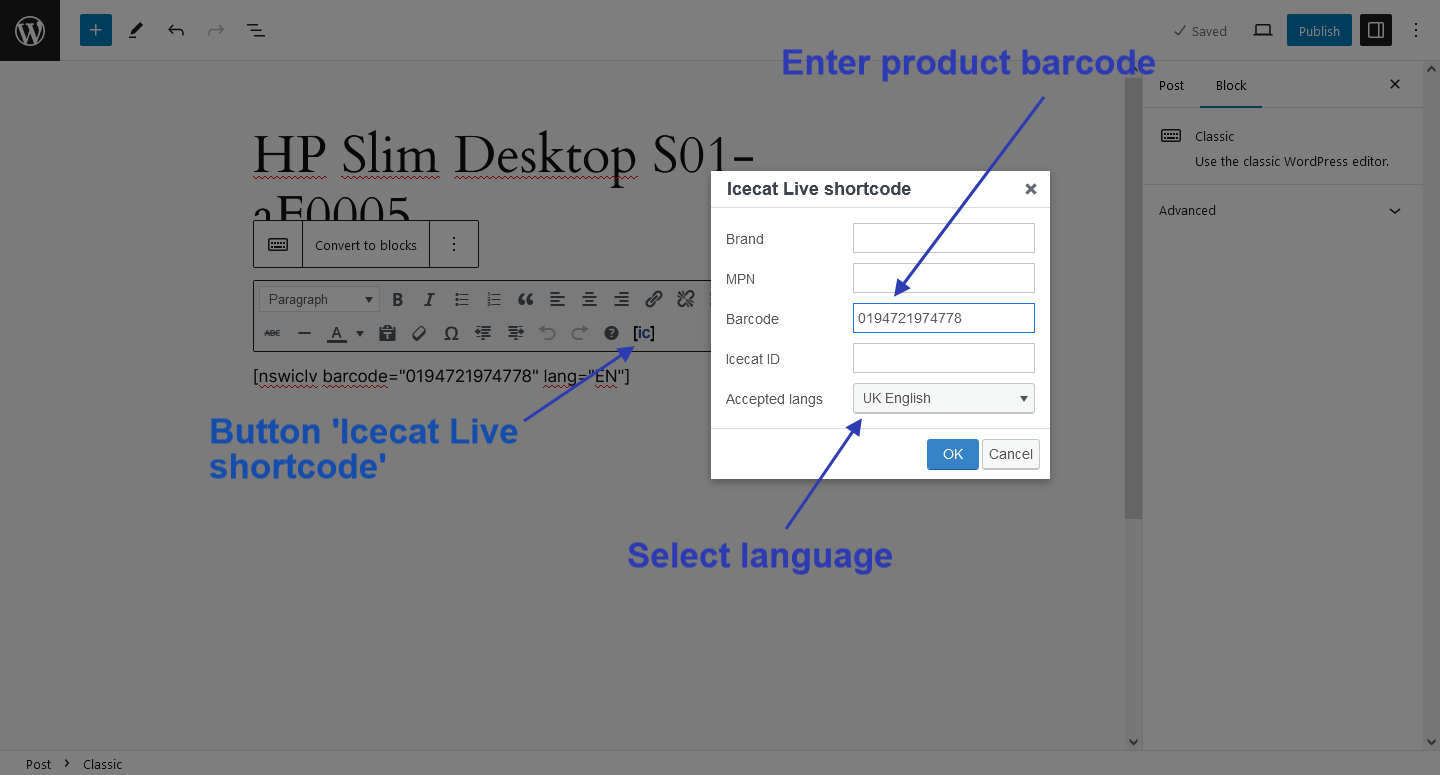 Saved
Publish
Enter product barcode
Post
Block
Classic
Use the classic WordPress editor.
Advanced
HP Slim Desktop S01-
aF0005
Convert to blocks
Paragraph
B
I
ABC
A
Ω
[ic]
[nswiclv barcode="0194721974778" lang="EN"]
Button 'Icecat Live
shortcode'
Icecat Live shortcode
Brand
MPN
Barcode
0194721974778
Icecat ID
Accepted langs
UK English
OK
Cancel
Select language
Post
Classic